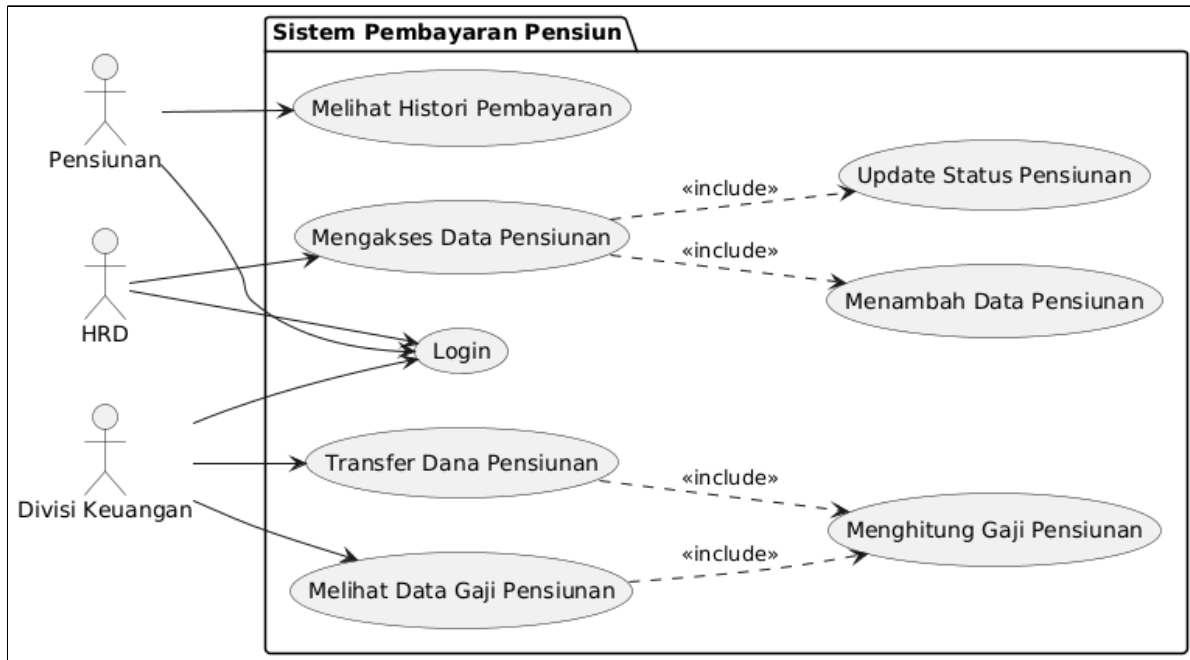 Sistem Pembayaran Pensiun
Melihat Histori Pembayaran
Pensiunan
Update Status Pensiunan
«include»
Mengakses Data Pensiunan
«include»
Menambah Data Pensiunan
HRD
Login
Transfer Dana Pensiunan
«include»
Divisi Keuangan
Menghitung Gaji Pensiunan
«include»
Melihat Data Gaji Pensiunan